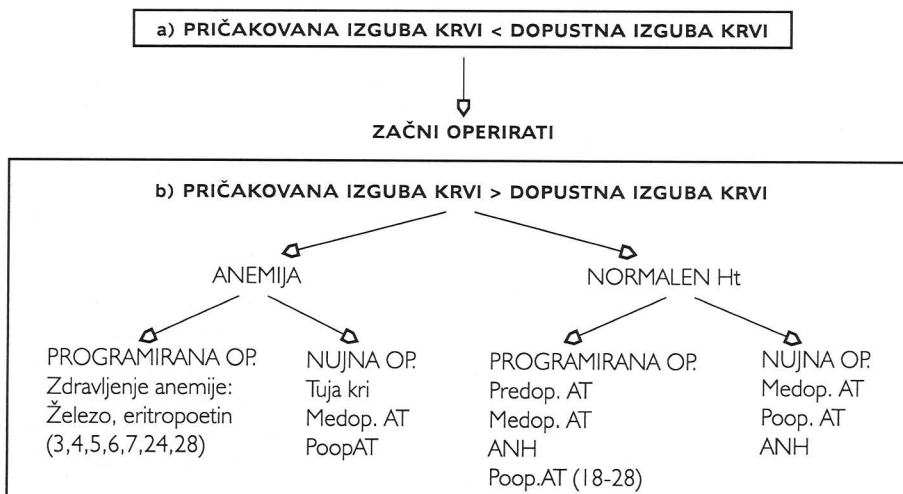 a) PRIČAKOVANA IZGUBA KRVI < DOPUSTNA IZGUBA KRVI
ZAČNI OPERIRATI
b) PRIČAKOVANA IZGUBA KRVI > DOPUSTNA IZGUBA KRVI
ANEMIJA
NORMALEN Ht
PROGRAMIRANA OP.
Zdravljenje anemije:
Železo, eritropoetin
(3,4,5,6,7,24,28)
NUJNA OP.
Tuja kri
Medop. AT
PoopAT
PROGRAMIRANA OP.
Predop. AT
Medop. AT
ANH
Poop.AT (18-28)
NUJNA OP.
Medop. AT
Poop. AT
ANH